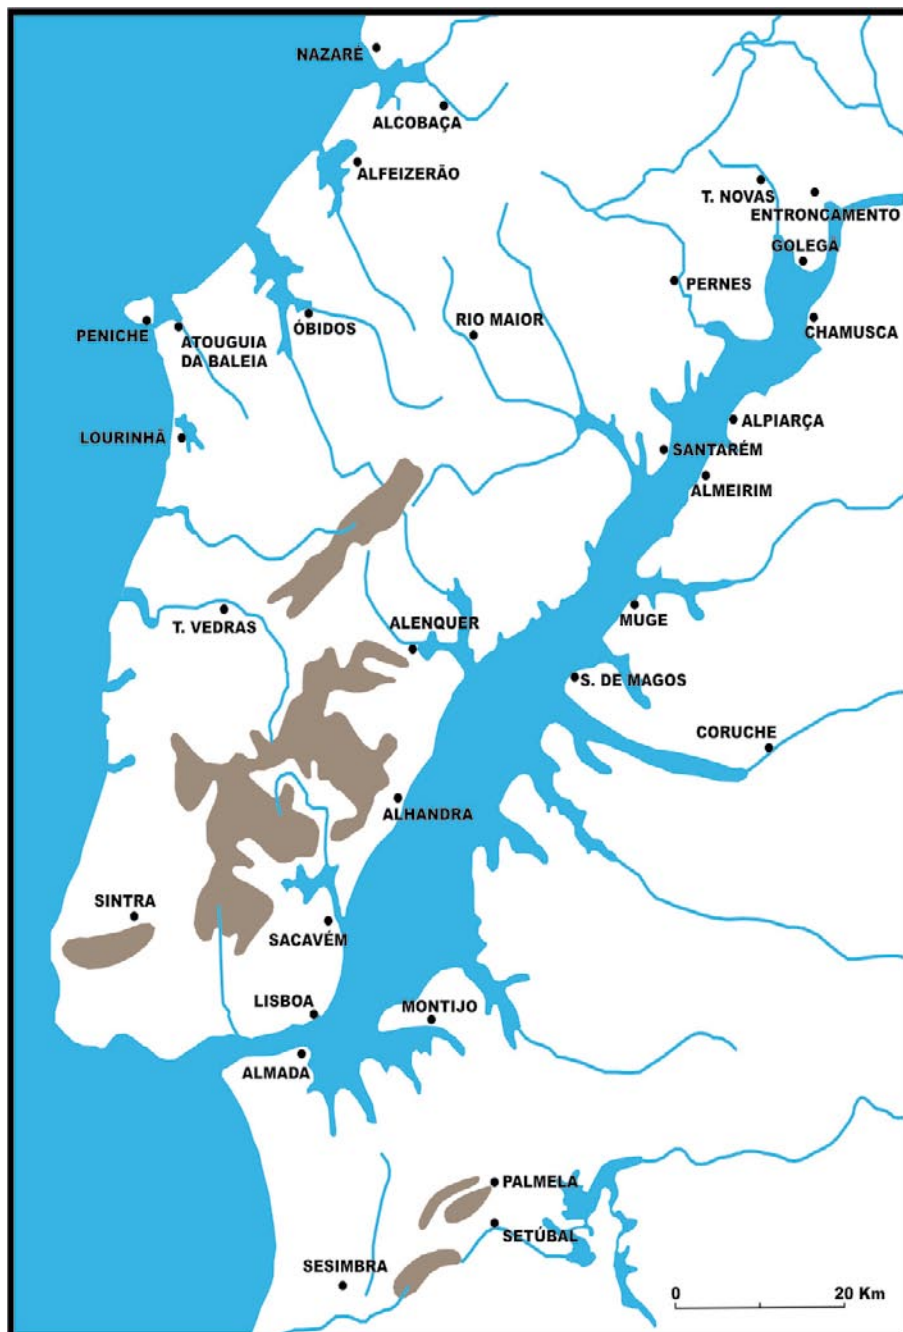 NAZARÉ
ALCOBAÇA
ALFEIZERÃO
T. NOVAS
ENTRONCAMENTO
GOLEGÃ
PERNES
PENICHE
ATOUGUIA
DA BALEIA
ÓBIDOS
RIO MAIOR
CHAMUSCA
LOURINHÃ
ALPIARÇA
SANTARÉM
ALMEIRIM
T. VEDRAS
ALENQUER
MUGE
S. DE MAGOS
CORUCHE
ALHANDRA
SINTRA
SACAVÉM
LISBOA
MONTIJO
ALMADA
PALMELA
SETÚBAL
SESIMBRA
0 20 Km